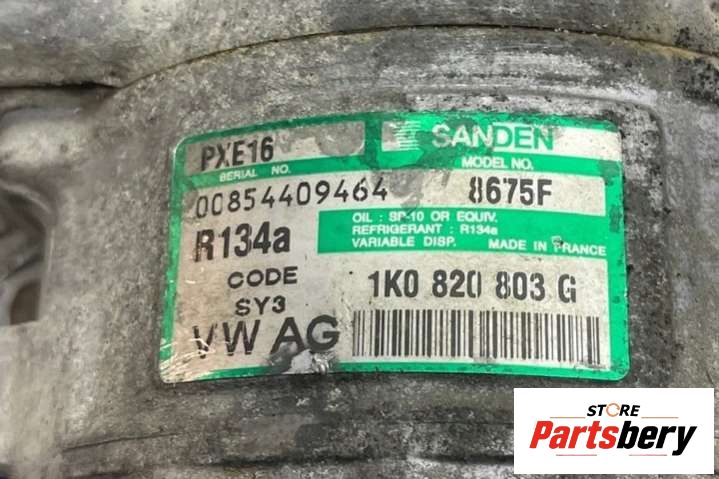 PXE16
SANDEN
SERIAL NO.
MODEL NO.
00854409464
8675F
OIL : SP-10 OR EQUIV.
REFRIGERANT : R134a
VARIABLE DISP. MADE IN FRANCE
R134a
CODE
1K0 820 803 G
SY3
VW AG
STORE
Partsbery